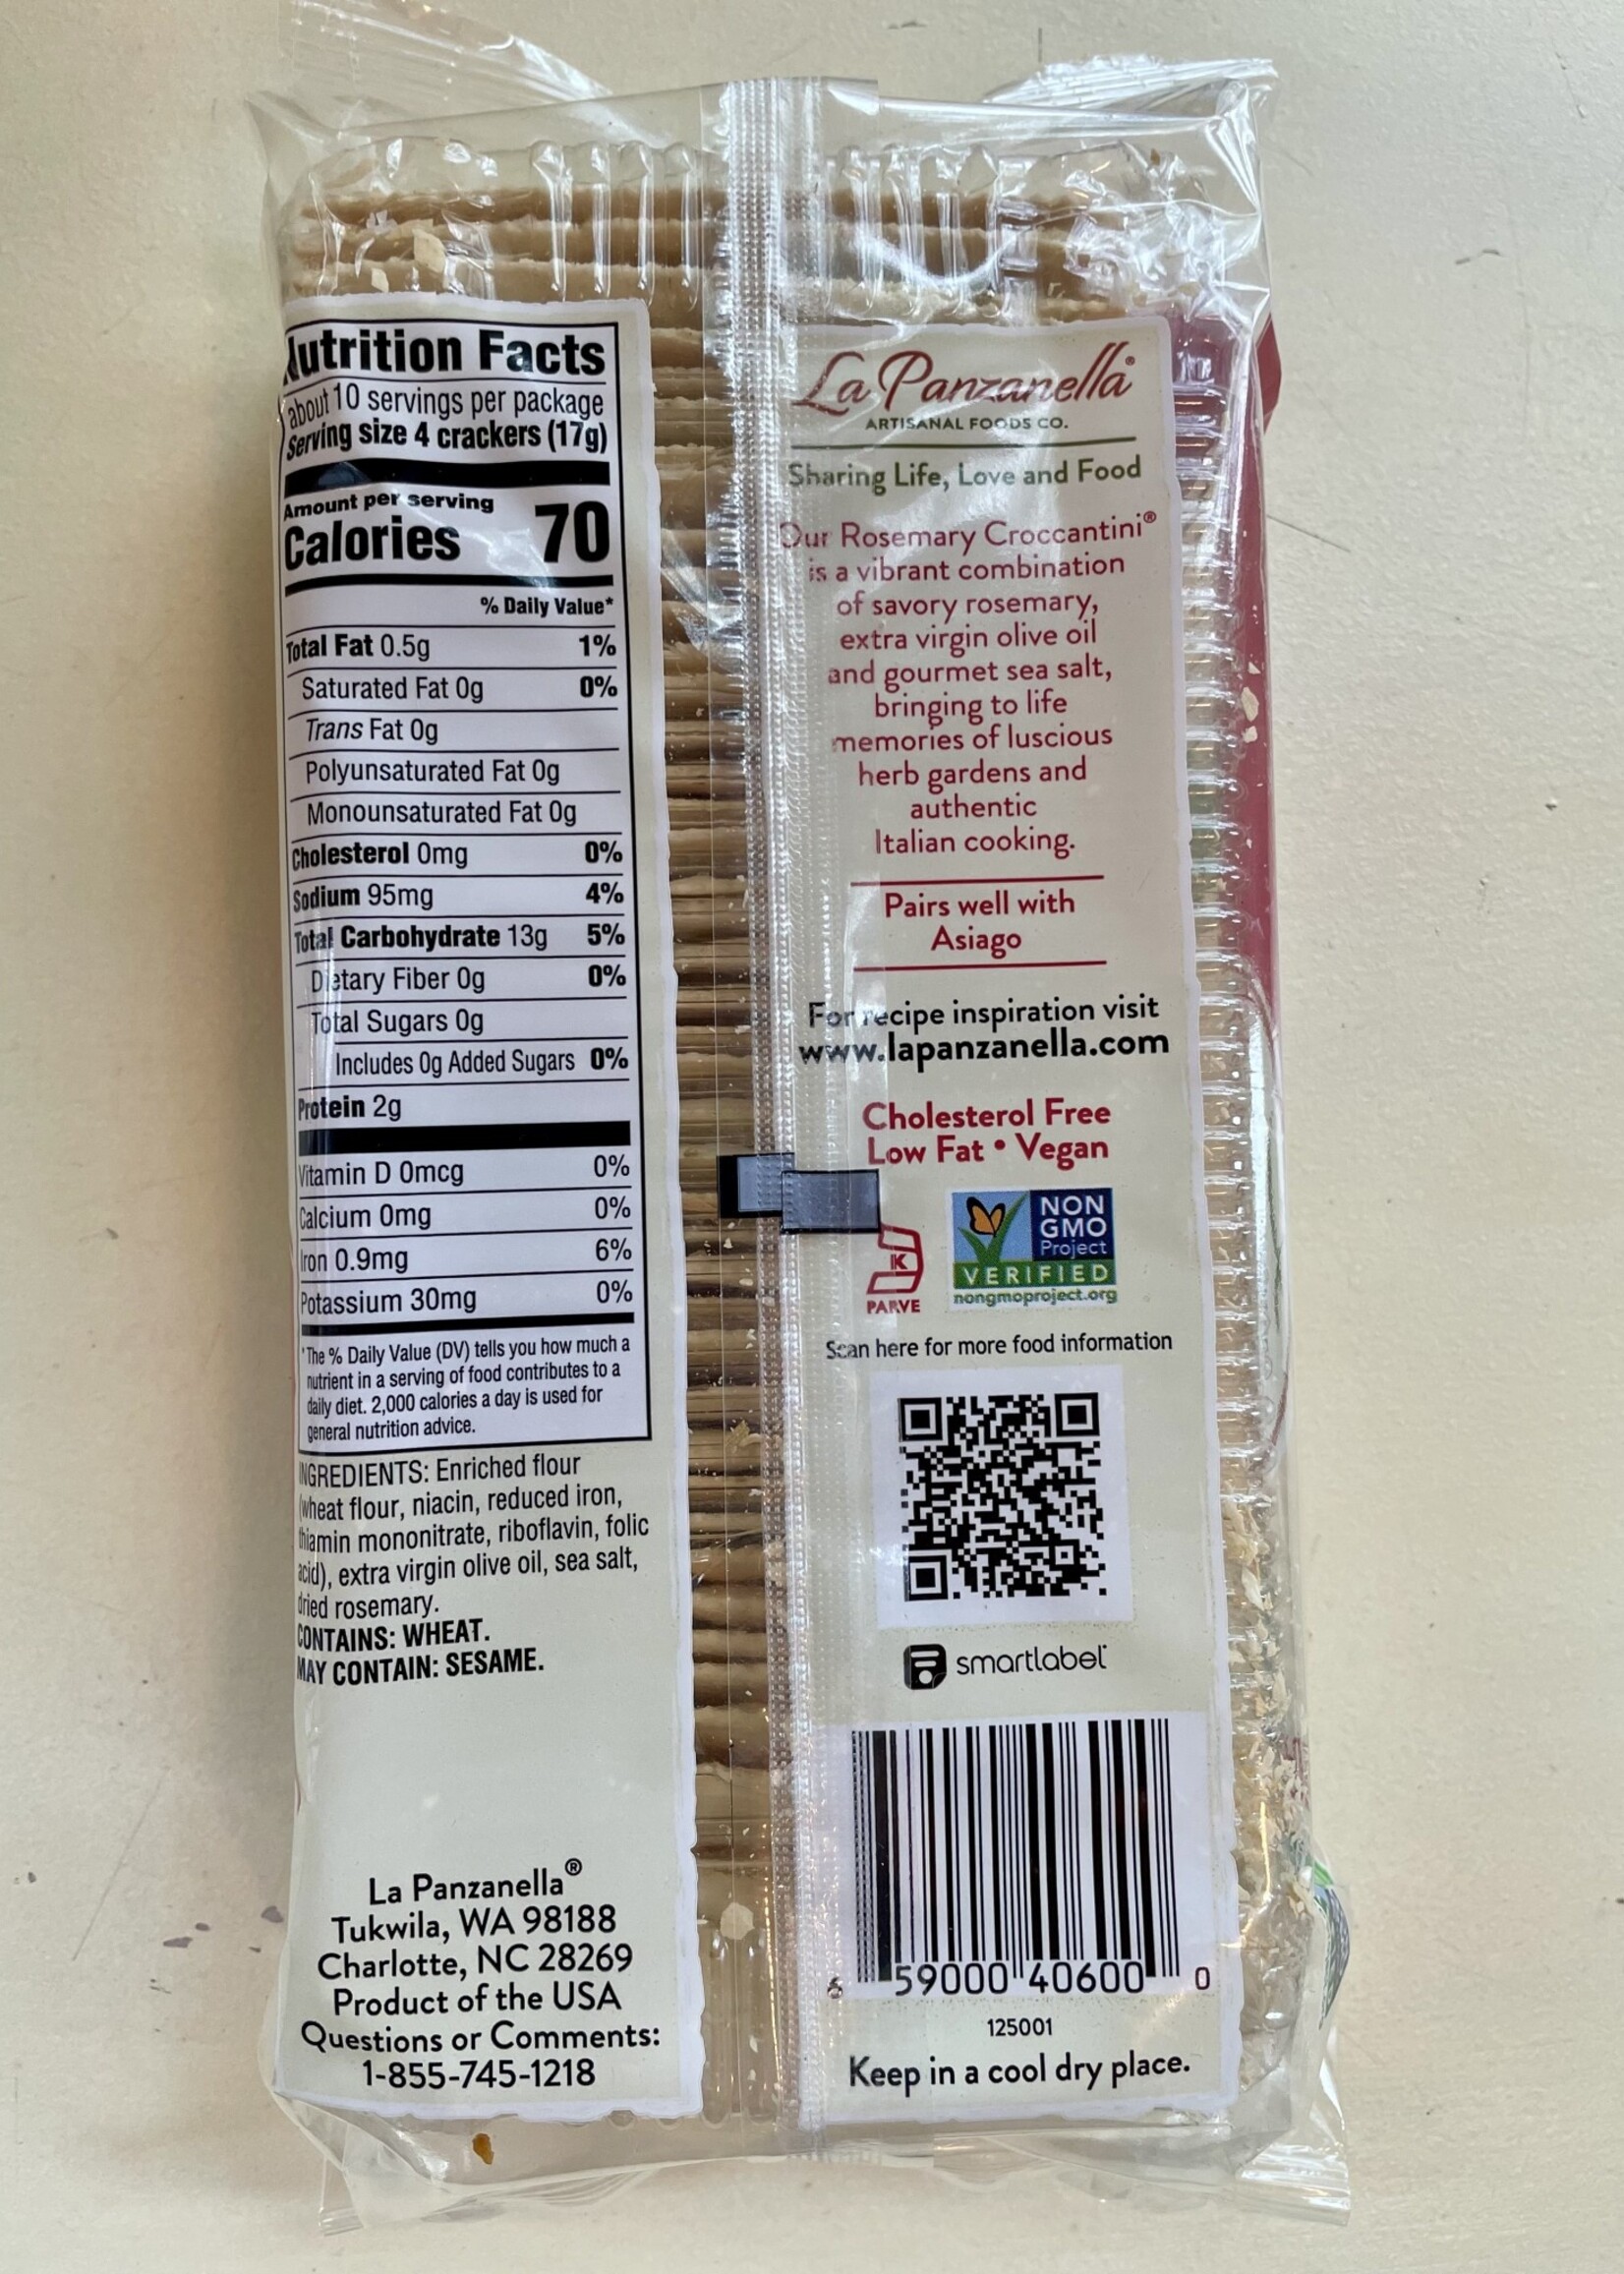 Nutrition Facts
about 10 servings per package
Serving size 4 crackers (17g)
Amount per serving
Calories 70
% Daily Value*
Total Fat 0.5g 1%
Saturated Fat 0g 0%
Trans Fat 0g
Polyunsaturated Fat 0g
Monounsaturated Fat 0g
Cholesterol 0mg 0%
Sodium 95mg 4%
Total Carbohydrate 13g 5%
Dietary Fiber 0g 0%
Total Sugars 0g
Includes 0g Added Sugars 0%
Protein 2g
Vitamin D 0mcg 0%
Calcium 0mg 0%
Iron 0.9mg 6%
Potassium 30mg 0%
*The % Daily Value (DV) tells you how much a
nutrient in a serving of food contributes to a
daily diet. 2,000 calories a day is used for
general nutrition advice.
INGREDIENTS: Enriched flour
(wheat flour, niacin, reduced iron,
thiamin mononitrate, riboflavin, folic
acid), extra virgin olive oil, sea salt,
dried rosemary.
CONTAINS: WHEAT.
MAY CONTAIN: SESAME.
La Panzanella®
Tukwila, WA 98188
Charlotte, NC 28269
Product of the USA
Questions or Comments:
1-855-745-1218
La Panzanella®
ARTISANAL FOODS CO.
Sharing Life, Love and Food
Our Rosemary Croccantini®
is a vibrant combination
of savory rosemary,
extra virgin olive oil
and gourmet sea salt,
bringing to life
memories of luscious
herb gardens and
authentic
Italian cooking.
Pairs well with
Asiago
For recipe inspiration visit
www.lapanzanella.com
Cholesterol Free
Low Fat • Vegan
K
PARVE
NON
GMO
Project
VERIFIED
nongmoproject.org
Scan here for more food information
smartlabel
6 59000 40600 0
125001
Keep in a cool dry place.